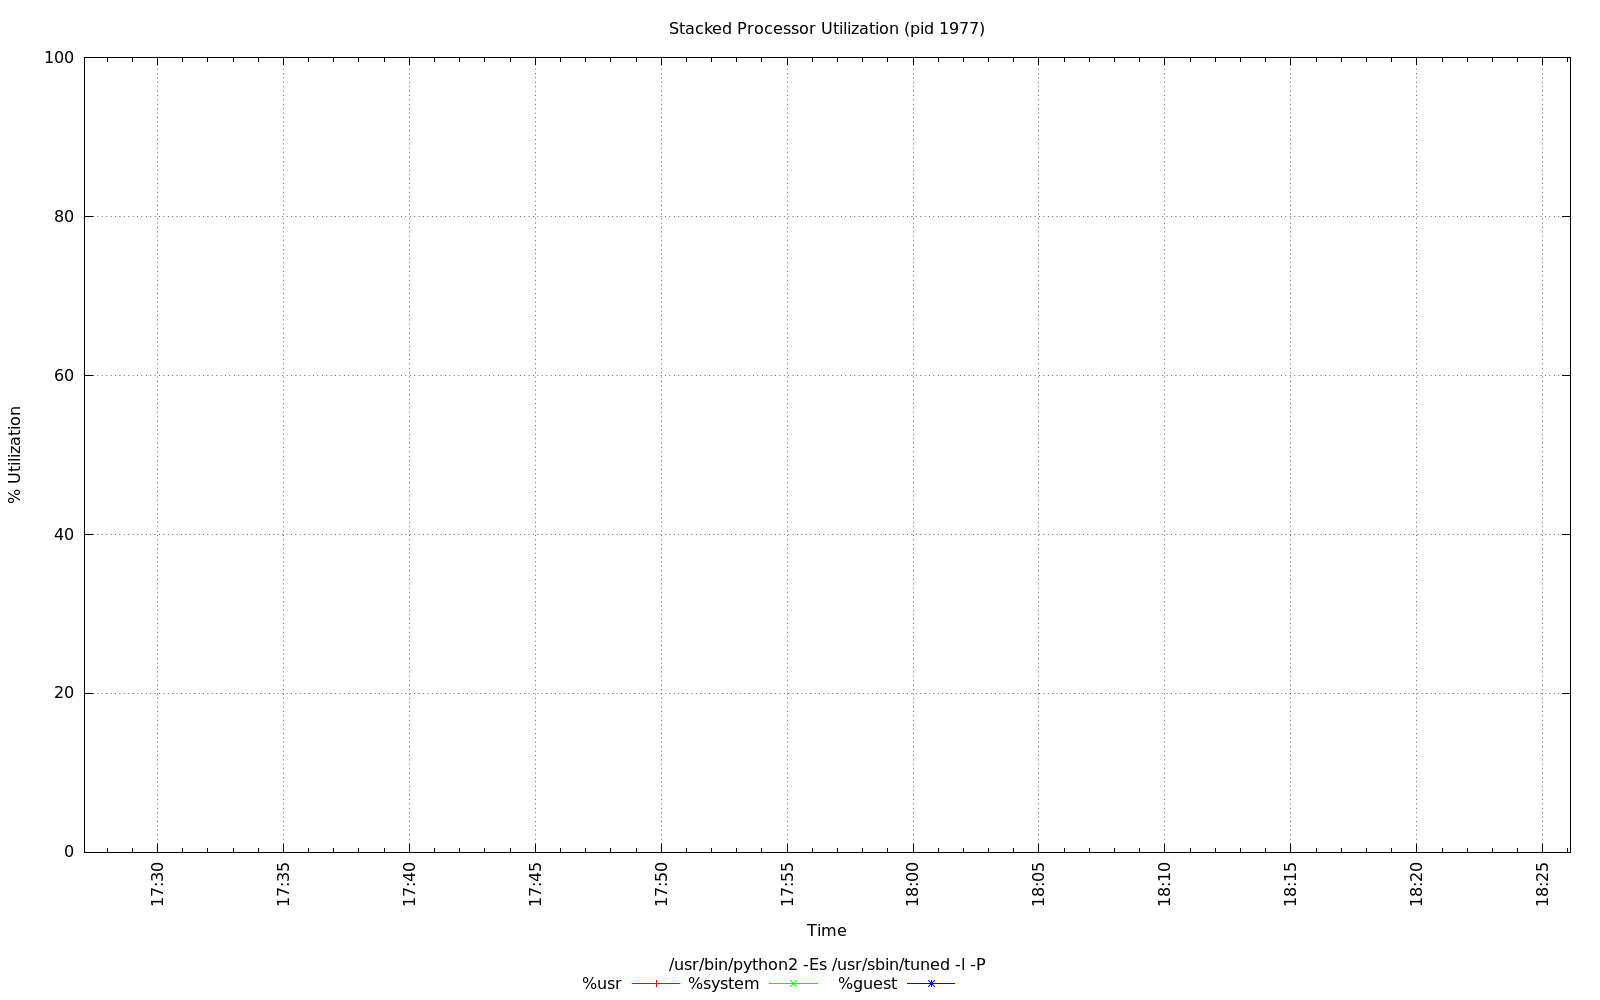 Stacked Processor Utilization (pid 1977)
100
80
60
40
20
0
% Utilization
17:30 17:35 17:40 17:45 17:50 17:55 18:00 18:05 18:10 18:15 18:20 18:25
Time
/usr/bin/python2 -Es /usr/sbin/tuned -l -P
%usr %system %guest